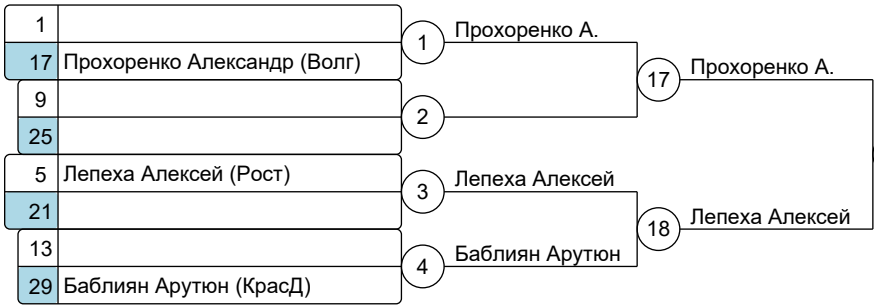 1
17 Прохоренко Александр (Волг)
1 Прохоренко А.
9
25
2
17 Прохоренко А.
5 Лепеха Алексей (Рост)
21
3 Лепеха Алексей
13
29 Баблиян Арутюн (КрасД)
4 Баблиян Арутюн
18 Лепеха Алексей